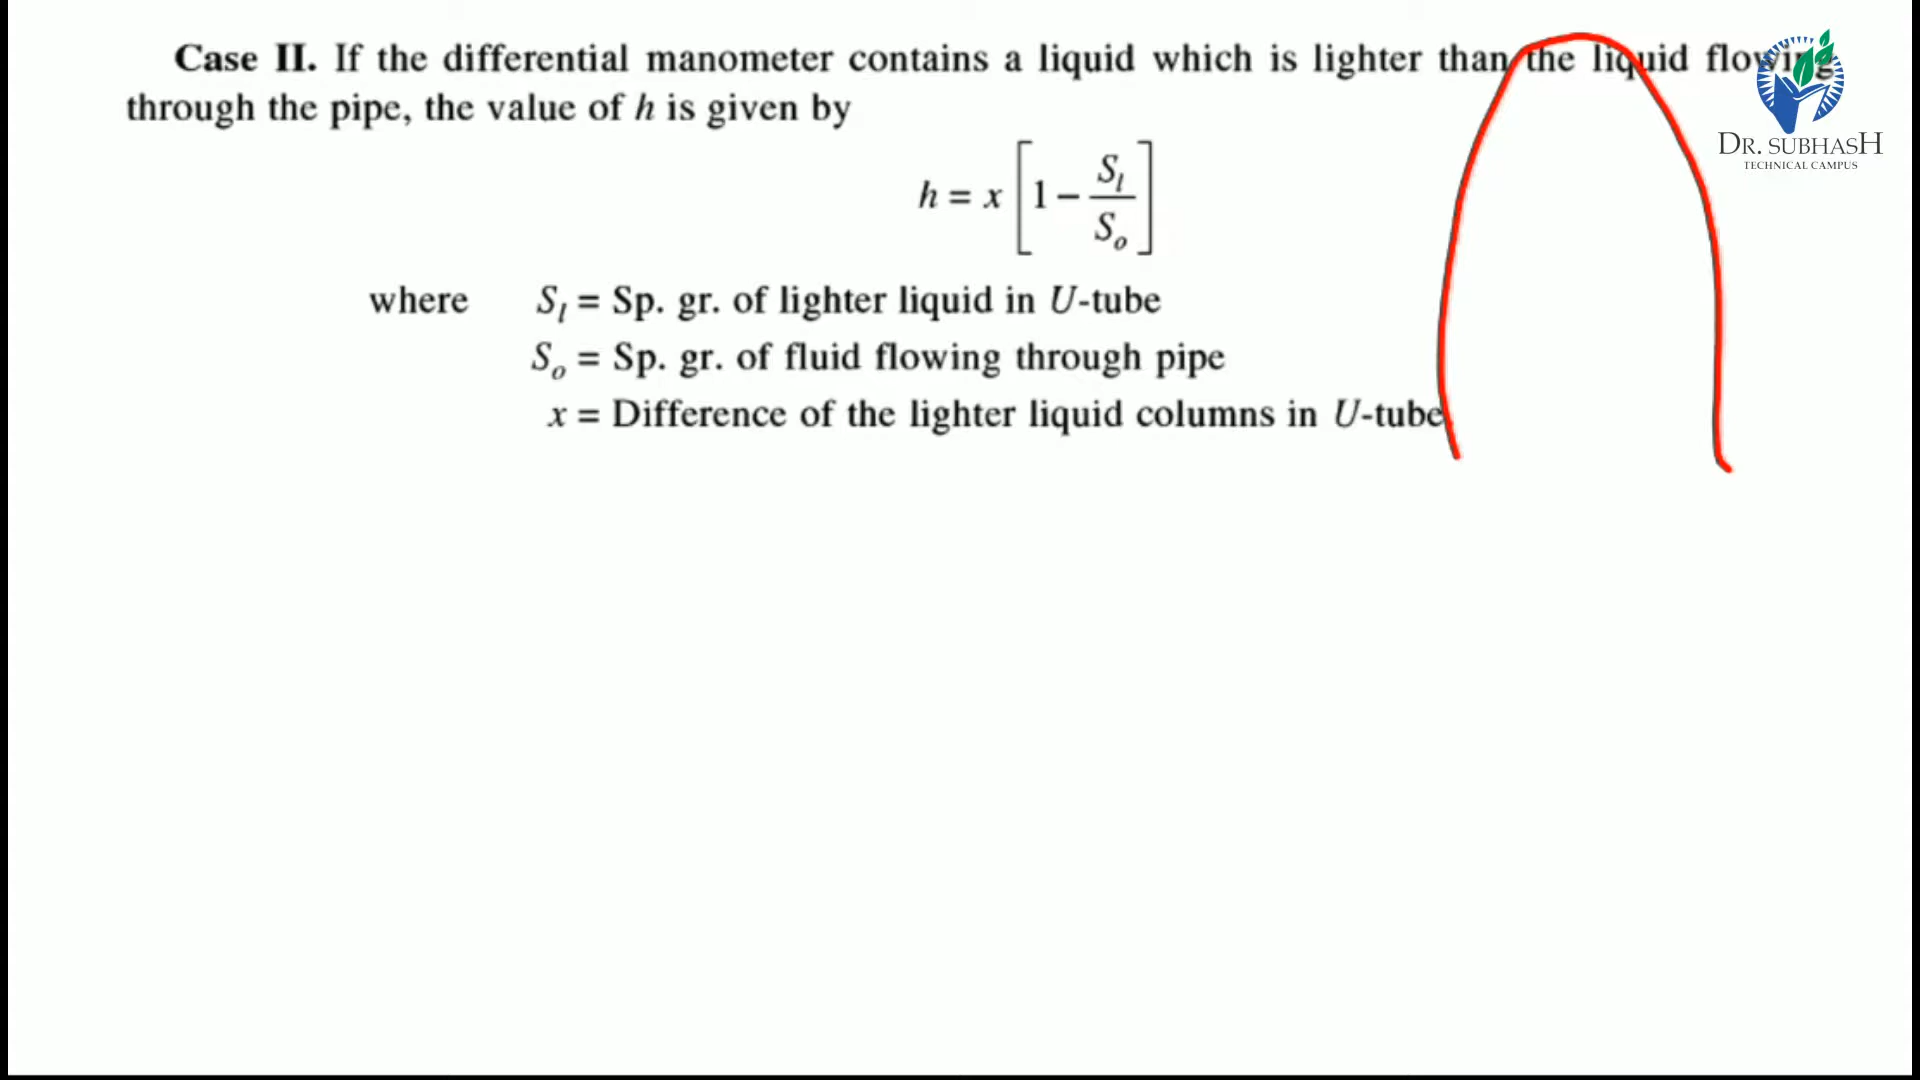 Case II. If the differential manometer contains a liquid which is lighter than the liquid flowing
through the pipe, the value of h is given by
h = x [1 - S_l / S_o]
where S_l = Sp. gr. of lighter liquid in U-tube
S_o = Sp. gr. of fluid flowing through pipe
x = Difference of the lighter liquid columns in U-tube
DR. SUBHASH
TECHNICAL CAMPUS